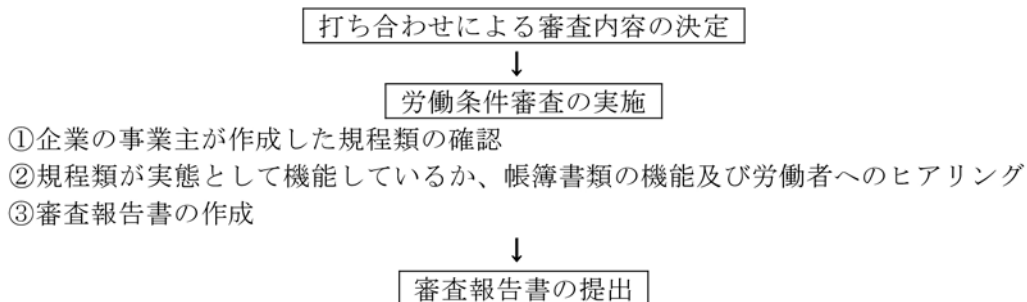 打ち合わせによる審査内容の決定
↓
労働条件審査の実施
①企業の事業主が作成した規程類の確認
②規程類が実態として機能しているか、帳簿書類の機能及び労働者へのヒアリング
③審査報告書の作成
↓
審査報告書の提出